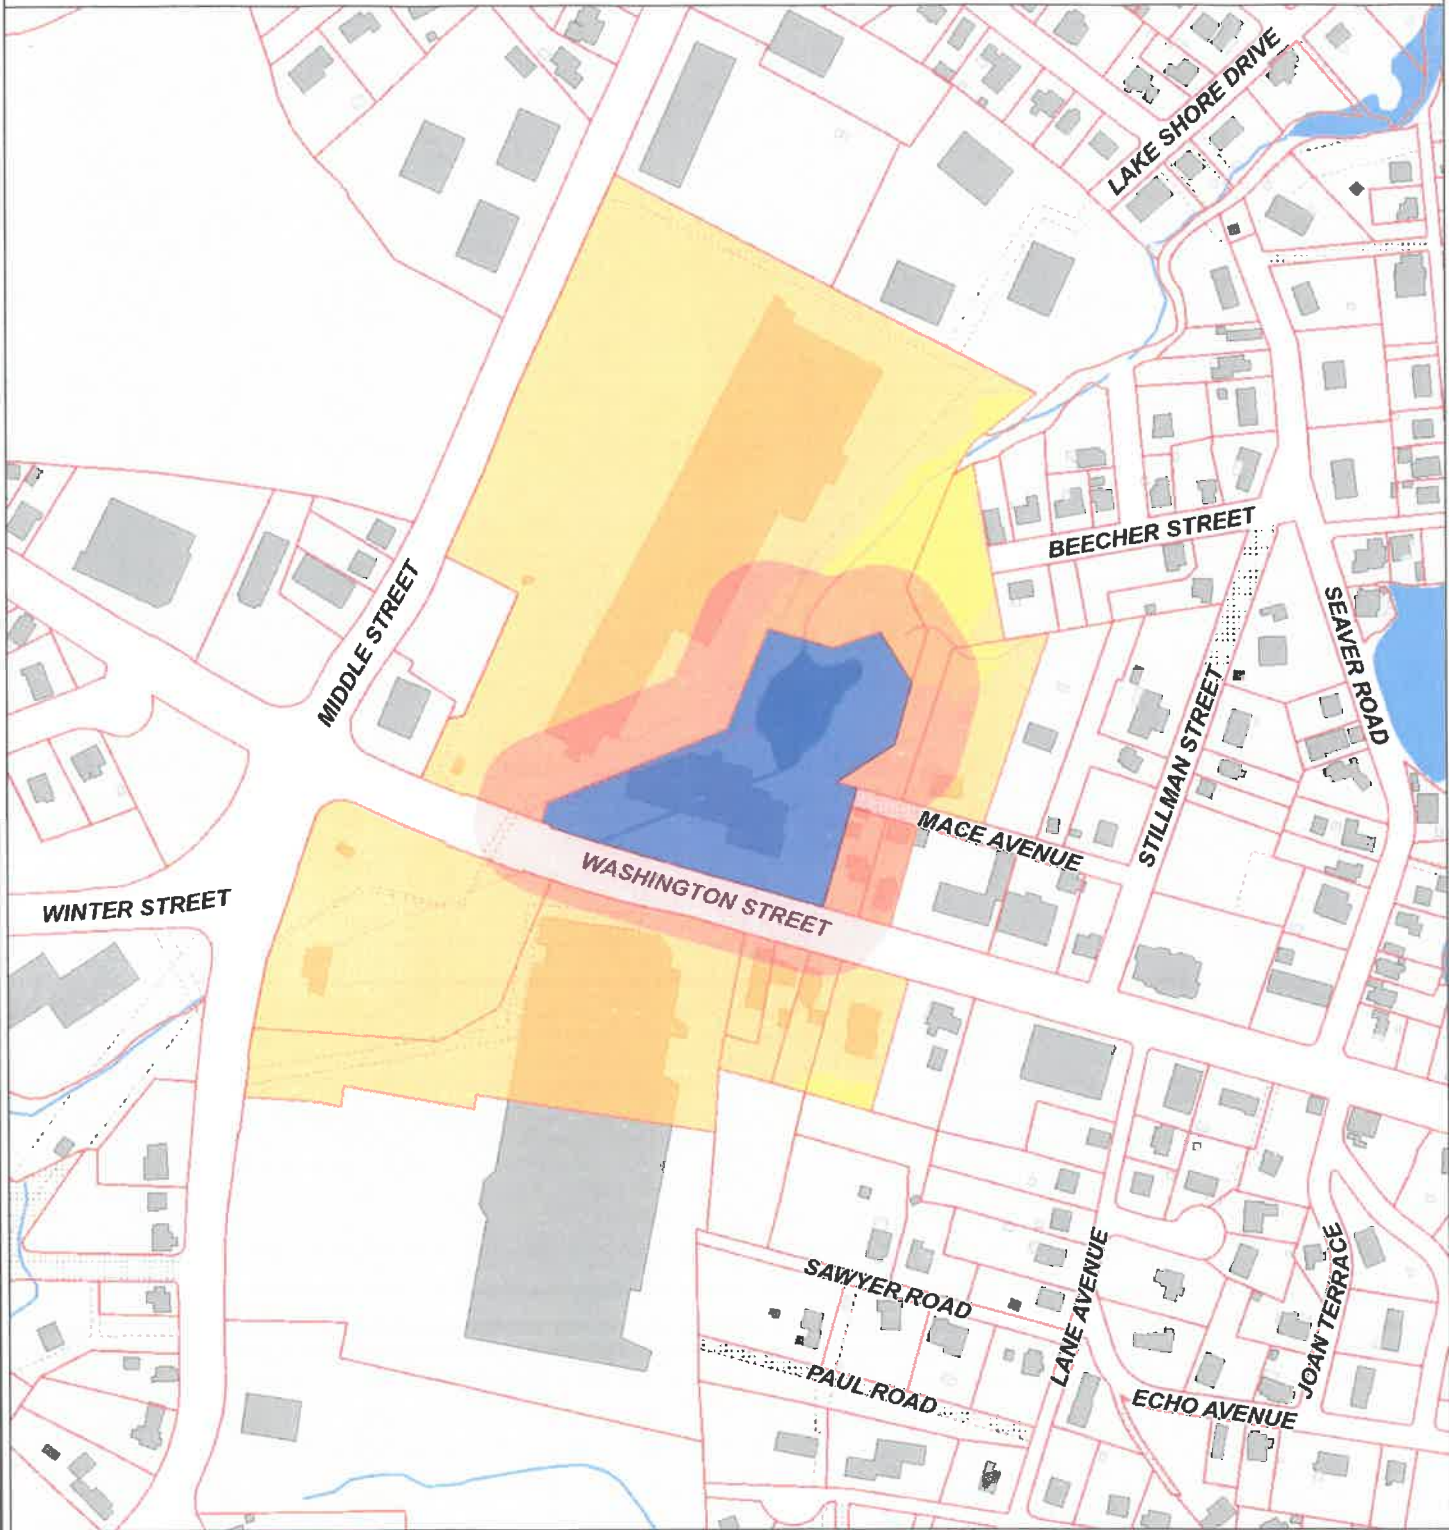 LAKE SHORE DRIVE
BEECHER STREET
MIDDLE STREET
SEAVER ROAD
STILLMAN STREET
MACE AVENUE
WASHINGTON STREET
WINTER STREET
SAWYER ROAD
LANE AVENUE
JOAN TERRACE
PAUL ROAD
ECHO AVENUE